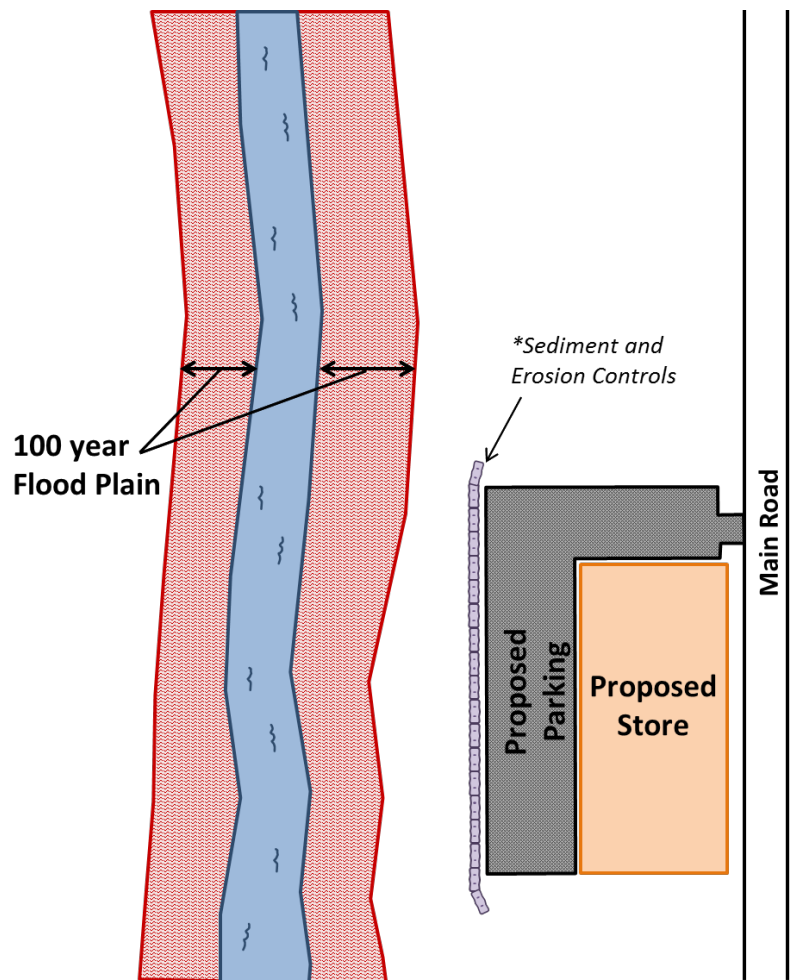 *Sediment and
Erosion Controls
100 year
Flood Plain
Main Road
Proposed
Parking
Proposed
Store